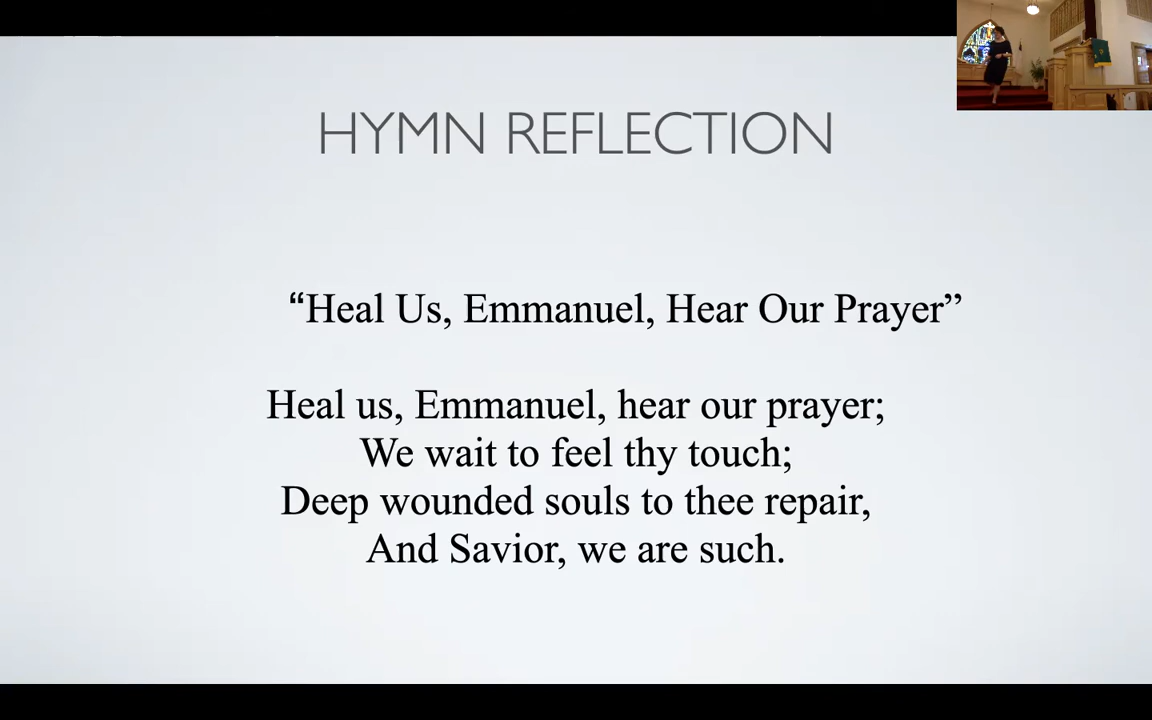 HYMN REFLECTION
“Heal Us, Emmanuel, Hear Our Prayer”
Heal us, Emmanuel, hear our prayer;
We wait to feel thy touch;
Deep wounded souls to thee repair,
And Savior, we are such.